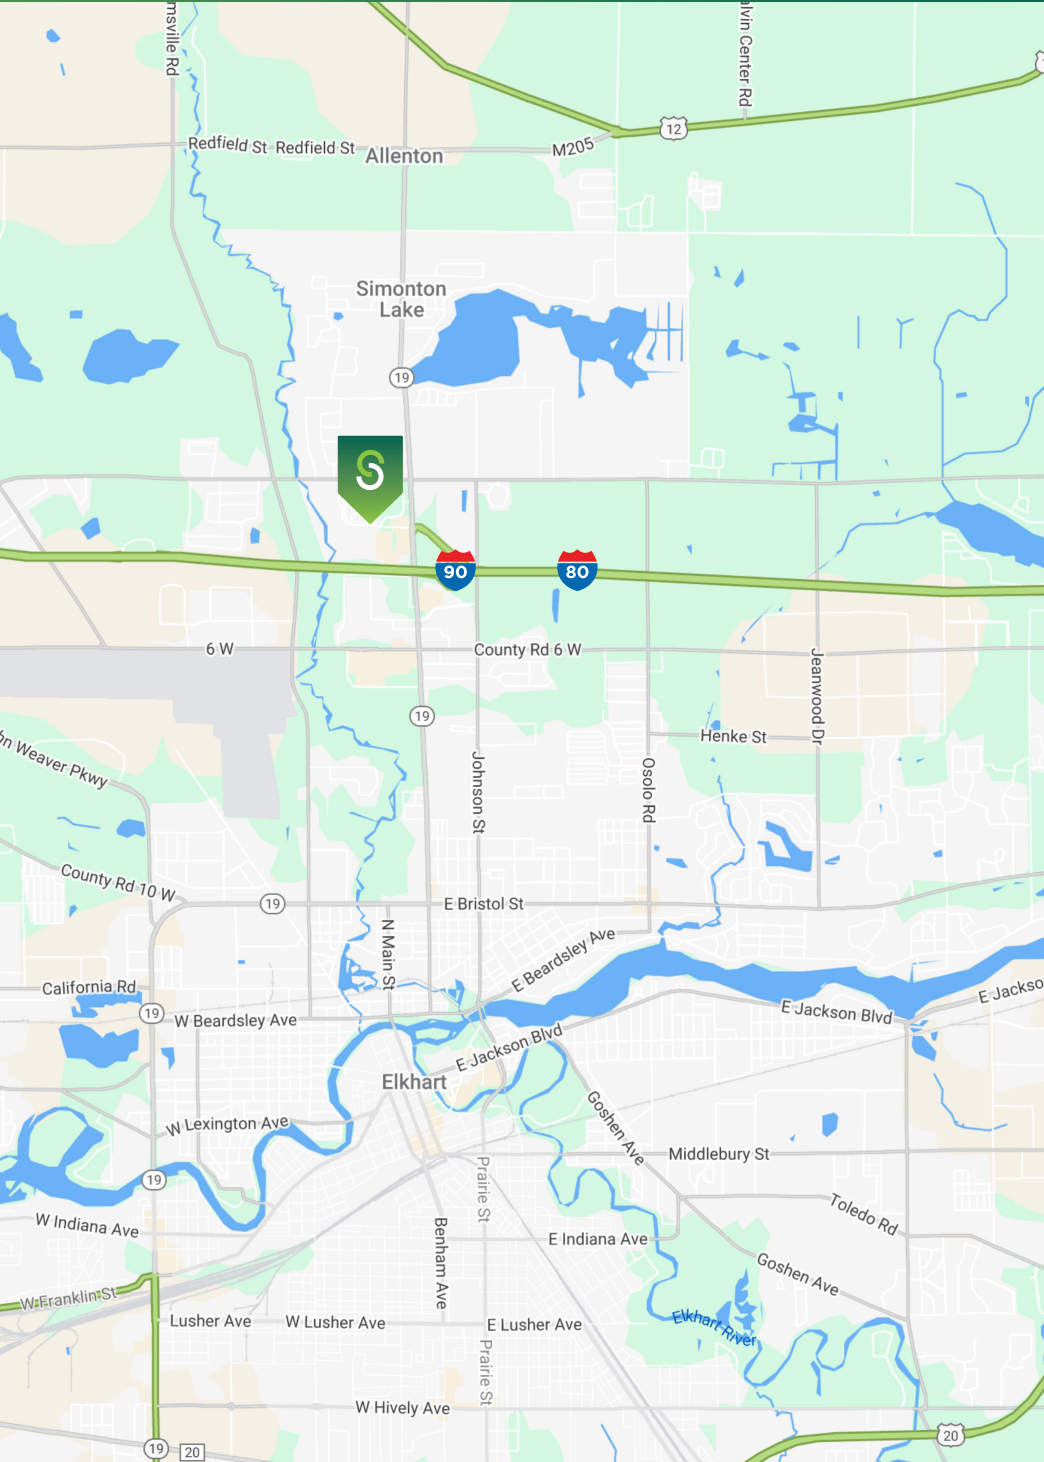 msville Rd
alvin Center Rd
12
Redfield St
Redfield St
Allenton
M205
Simonton
Lake
19
S
90
80
6 W
County Rd 6 W
Jeanwood Dr
19
hn Weaver Pkwy
Henke St
Johnson St
Osolo Rd
County Rd 10 W
19
E Bristol St
N Main St
E Beardsley Ave
California Rd
E Jackso
19
W Beardsley Ave
E Jackson Blvd
E Jackson Blvd
Elkhart
Goshen Ave
W Lexington Ave
Middlebury St
19
Prairie St
Toledo Rd
W Indiana Ave
Benham Ave
E Indiana Ave
Goshen Ave
W Franklin St
Lusher Ave
W Lusher Ave
E Lusher Ave
Elkhart River
Prairie St
W Hively Ave
19
20
20